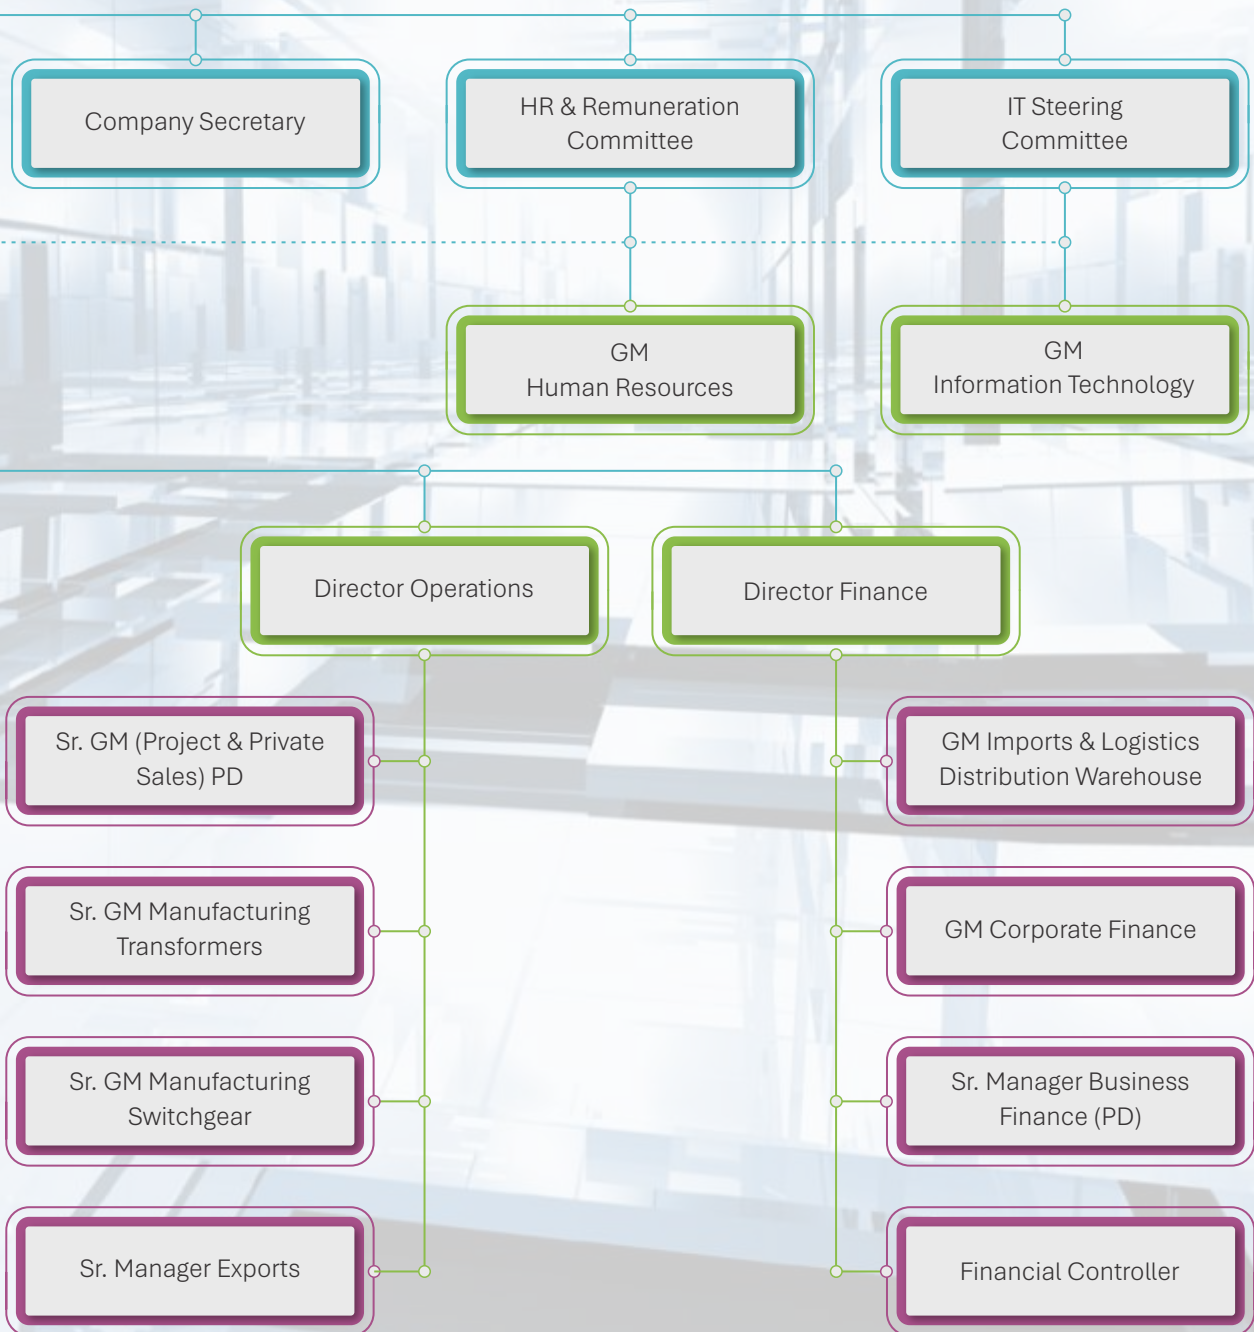 Company Secretary
HR & Remuneration
Committee
IT Steering
Committee
GM
Human Resources
GM
Information Technology
Director Operations
Director Finance
Sr. GM (Project & Private
Sales) PD
GM Imports & Logistics
Distribution Warehouse
Sr. GM Manufacturing
Transformers
GM Corporate Finance
Sr. GM Manufacturing
Switchgear
Sr. Manager Business
Finance (PD)
Sr. Manager Exports
Financial Controller